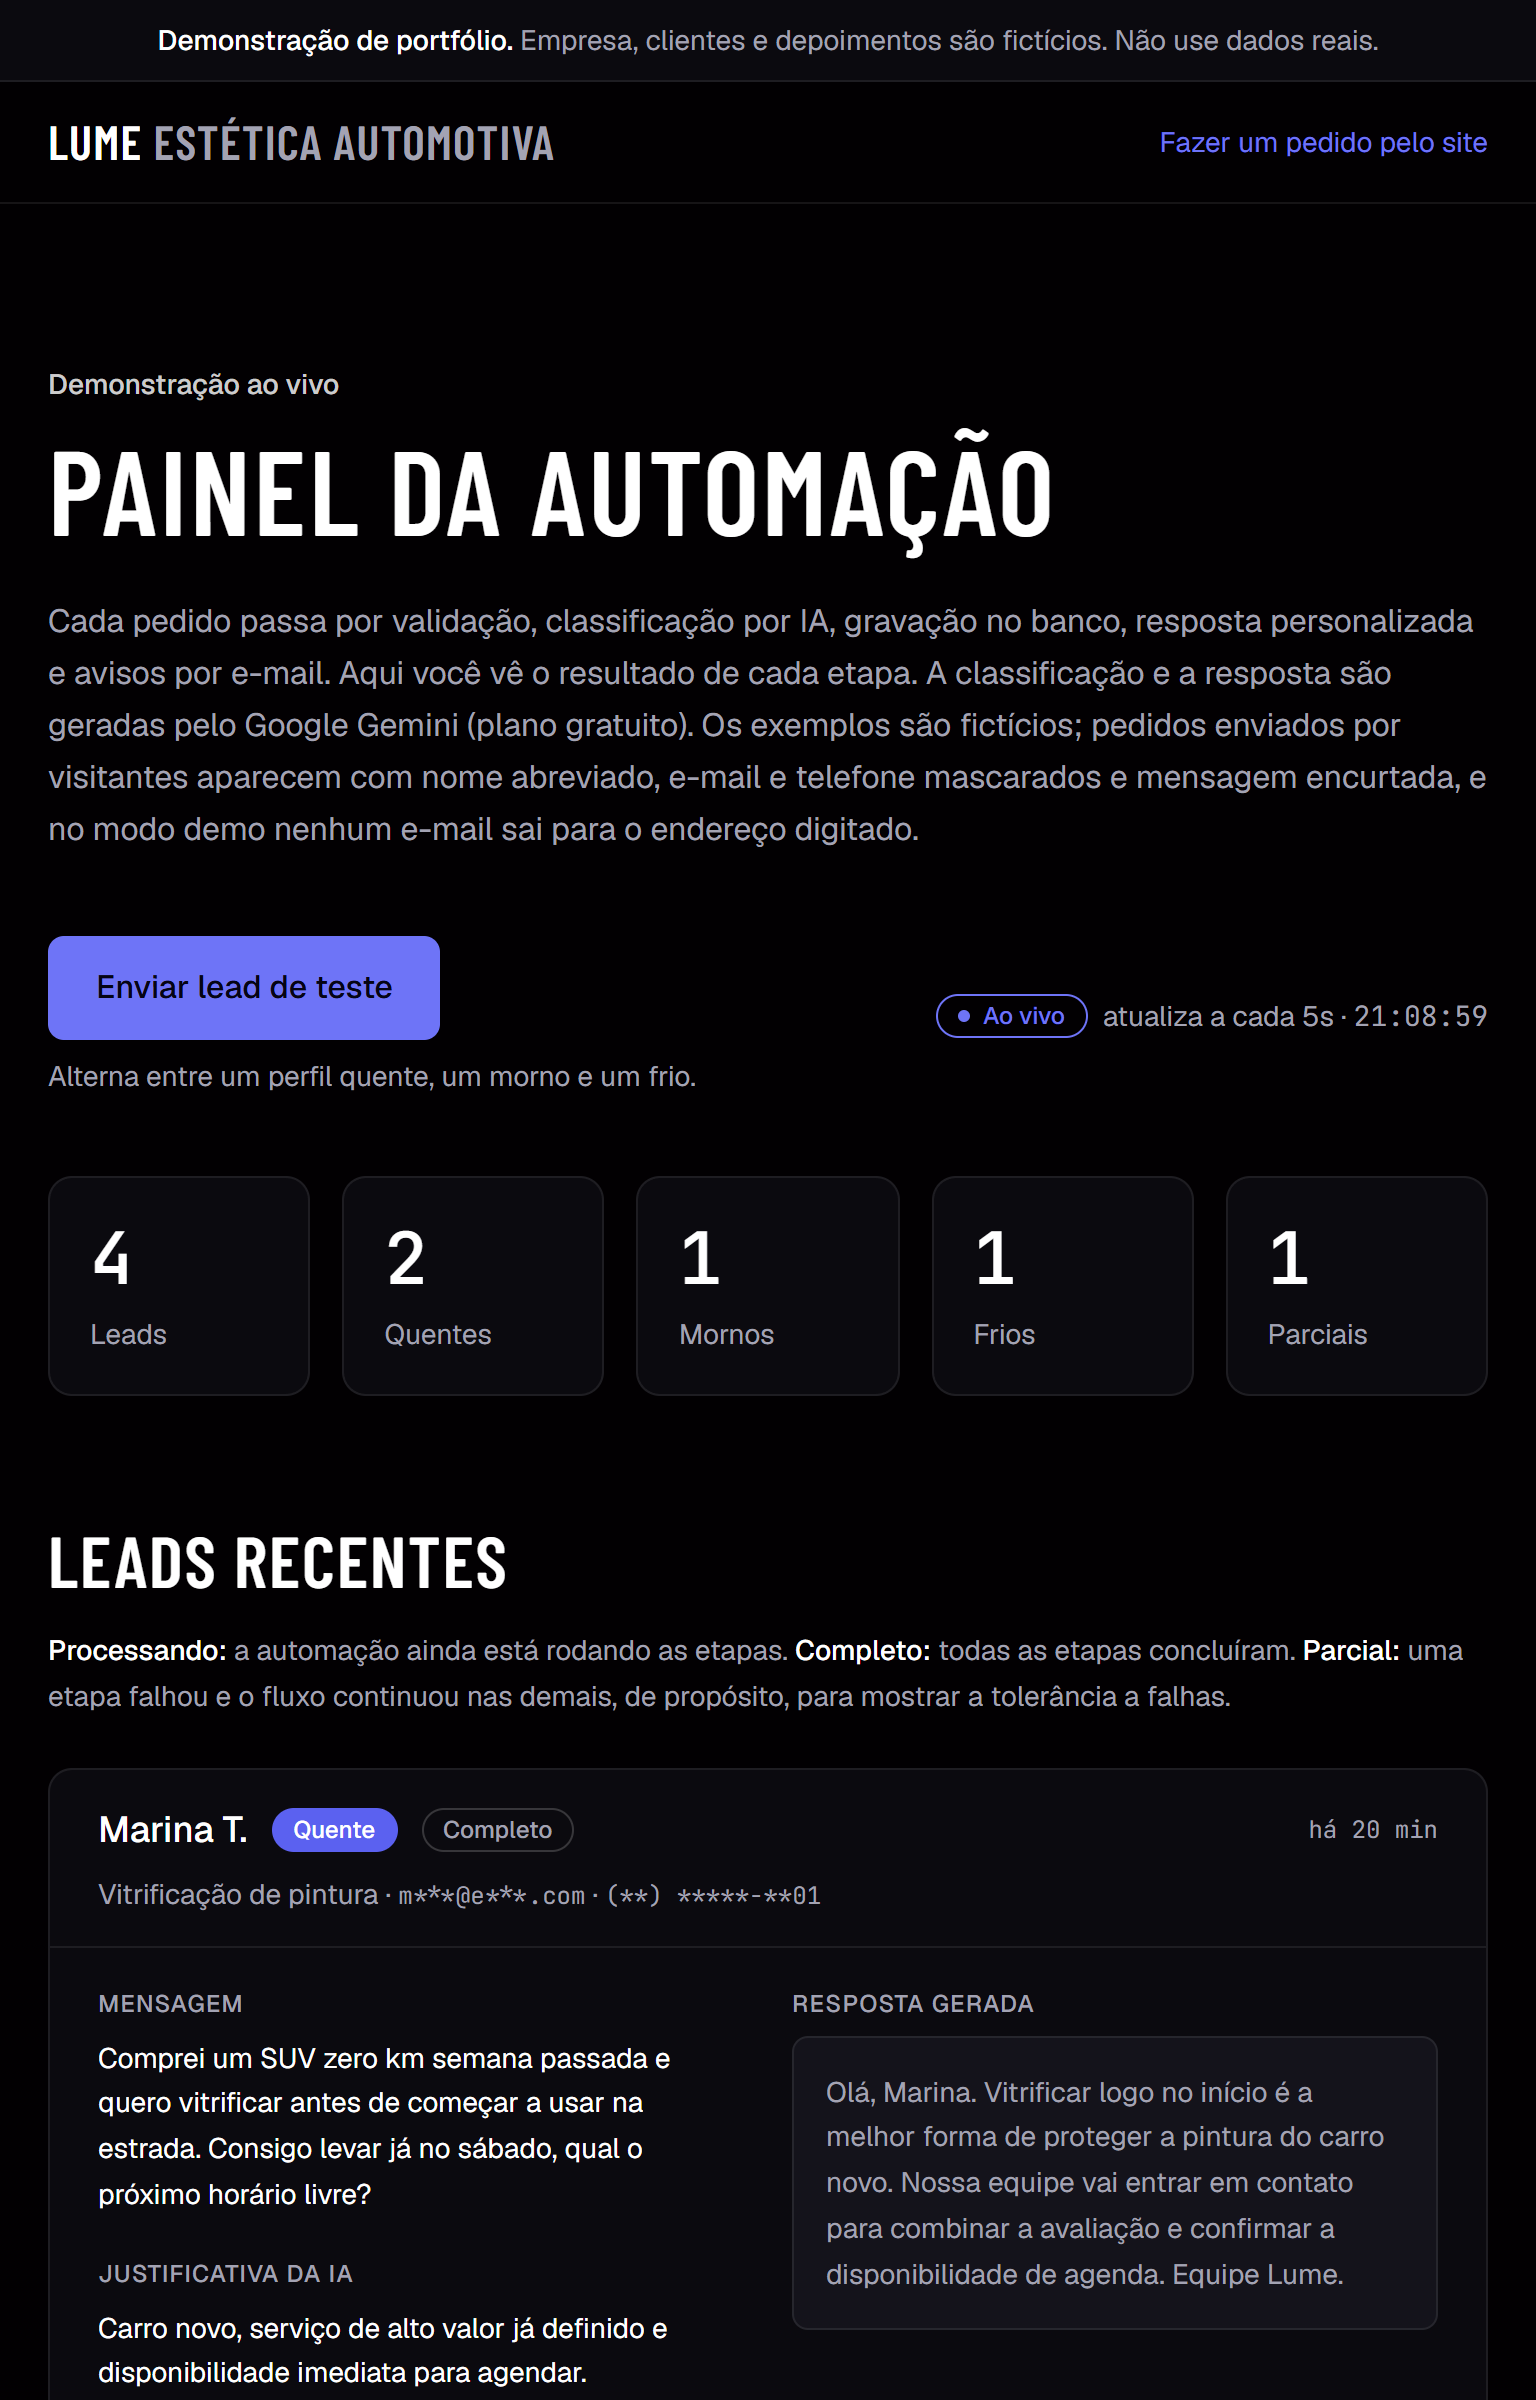 Demonstração de portfólio. Empresa, clientes e depoimentos são fictícios. Não use dados reais.
LUME ESTÉTICA AUTOMOTIVA
Fazer um pedido pelo site
Demonstração ao vivo
PAINEL DA AUTOMAÇÃO
Cada pedido passa por validação, classificação por IA, gravação no banco, resposta personalizada
e avisos por e-mail. Aqui você vê o resultado de cada etapa. A classificação e a resposta são
geradas pelo Google Gemini (plano gratuito). Os exemplos são fictícios; pedidos enviados por
visitantes aparecem com nome abreviado, e-mail e telefone mascarados e mensagem encurtada, e
no modo demo nenhum e-mail sai para o endereço digitado.
Enviar lead de teste
Ao vivo atualiza a cada 5s · 21:08:59
Alterna entre um perfil quente, um morno e um frio.
4
Leads
2
Quentes
1
Mornos
1
Frios
1
Parciais
LEADS RECENTES
Processando: a automação ainda está rodando as etapas. Completo: todas as etapas concluíram. Parcial: uma
etapa falhou e o fluxo continuou nas demais, de propósito, para mostrar a tolerância a falhas.
Marina T. Quente Completo há 20 min
Vitrificação de pintura · m***@e***.com · (**) *****-**01
MENSAGEM
Comprei um SUV zero km semana passada e
quero vitrificar antes de começar a usar na
estrada. Consigo levar já no sábado, qual o
próximo horário livre?
JUSTIFICATIVA DA IA
Carro novo, serviço de alto valor já definido e
disponibilidade imediata para agendar.
RESPOSTA GERADA
Olá, Marina. Vitrificar logo no início é a
melhor forma de proteger a pintura do carro
novo. Nossa equipe vai entrar em contato
para combinar a avaliação e confirmar a
disponibilidade de agenda. Equipe Lume.